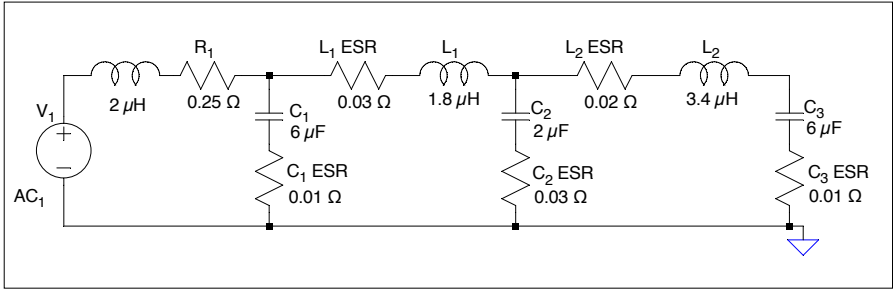 R1
L1 ESR
L1
L2 ESR
L2
2 µH
0.25 Ω
0.03 Ω
1.8 µH
0.02 Ω
3.4 µH
V1
+
–
AC1
C1
6 µF
C1 ESR
0.01 Ω
C2
2 µF
C2 ESR
0.03 Ω
C3
6 µF
C3 ESR
0.01 Ω